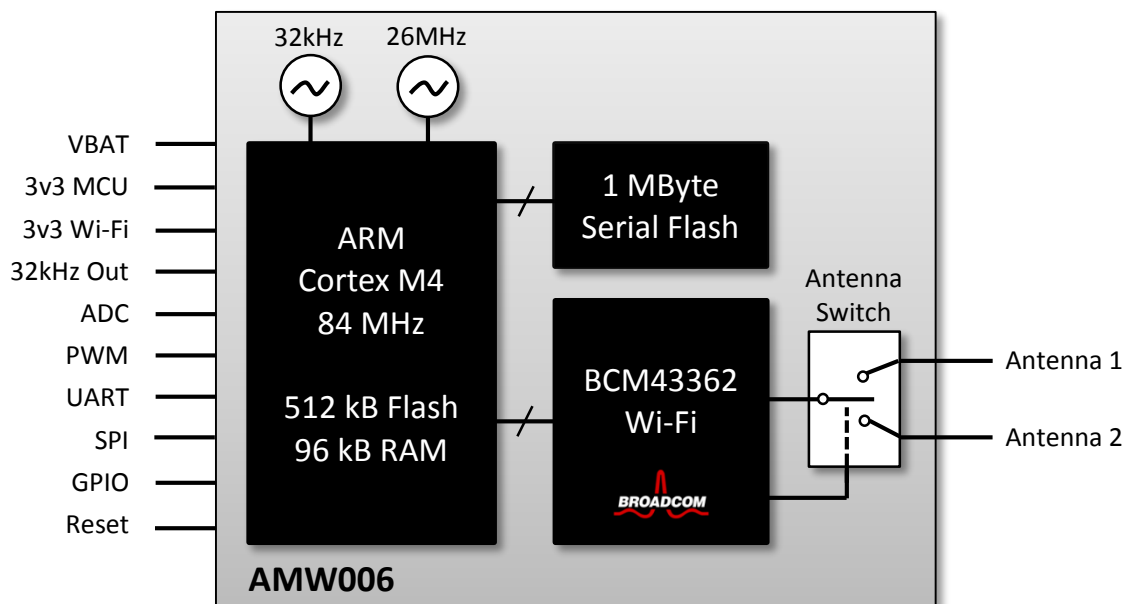 32kHz
26MHz
VBAT
3v3 MCU
3v3 Wi-Fi
32kHz Out
ADC
PWM
UART
SPI
GPIO
Reset
ARM
Cortex M4
84 MHz
512 kB Flash
96 kB RAM
1 MByte
Serial Flash
BCM43362
Wi-Fi
BROADCOM
Antenna
Switch
Antenna 1
Antenna 2
AMW006